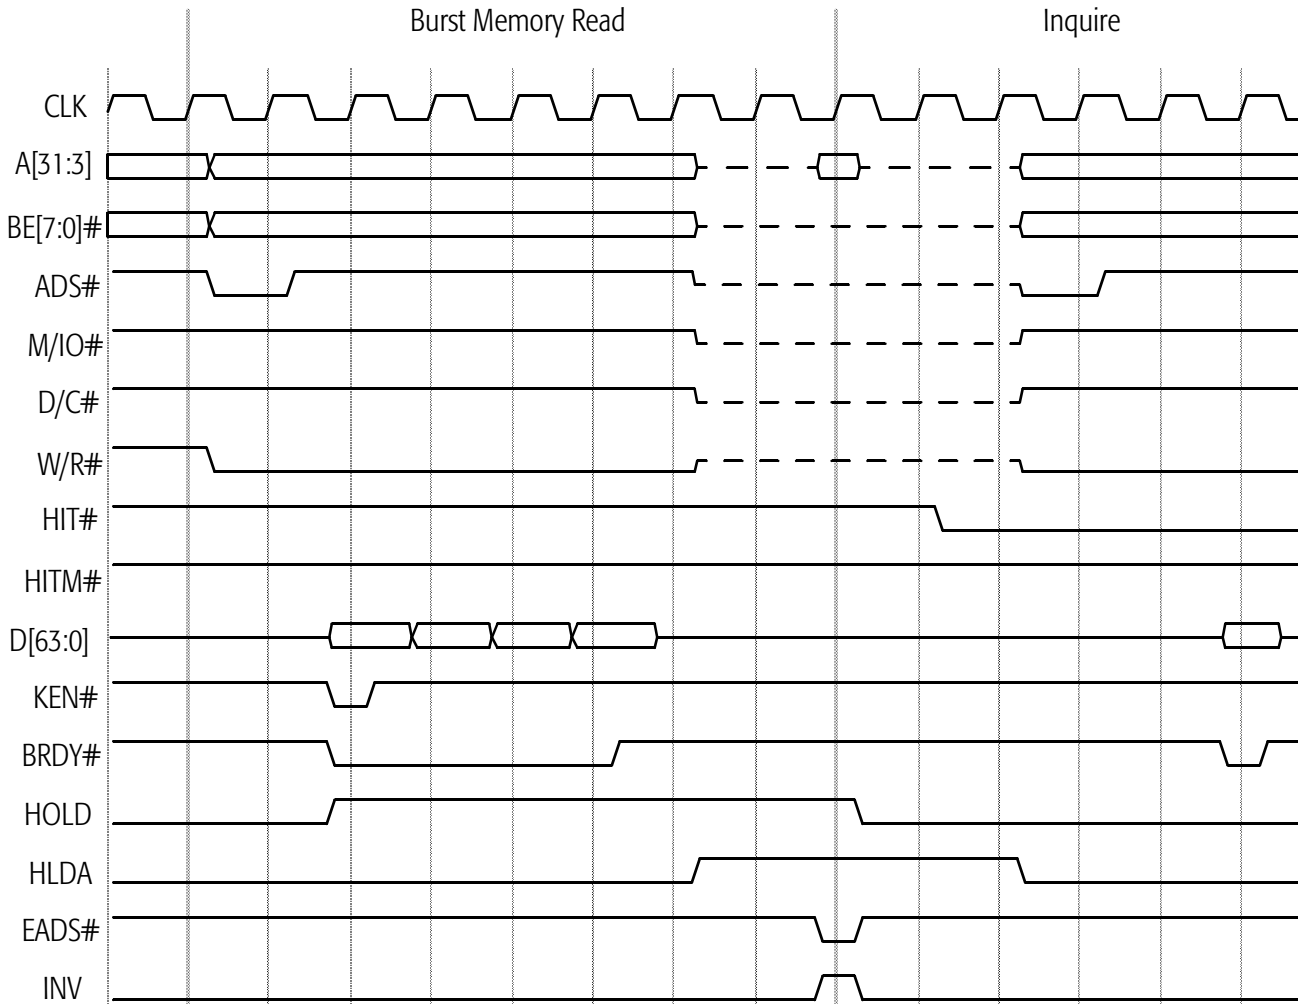 Burst Memory Read
Inquire
CLK
A[31:3]
BE[7:0]#
ADS#
M/IO#
D/C#
W/R#
HIT#
HITM#
D[63:0]
KEN#
BRDY#
HOLD
HLDA
EADS#
INV